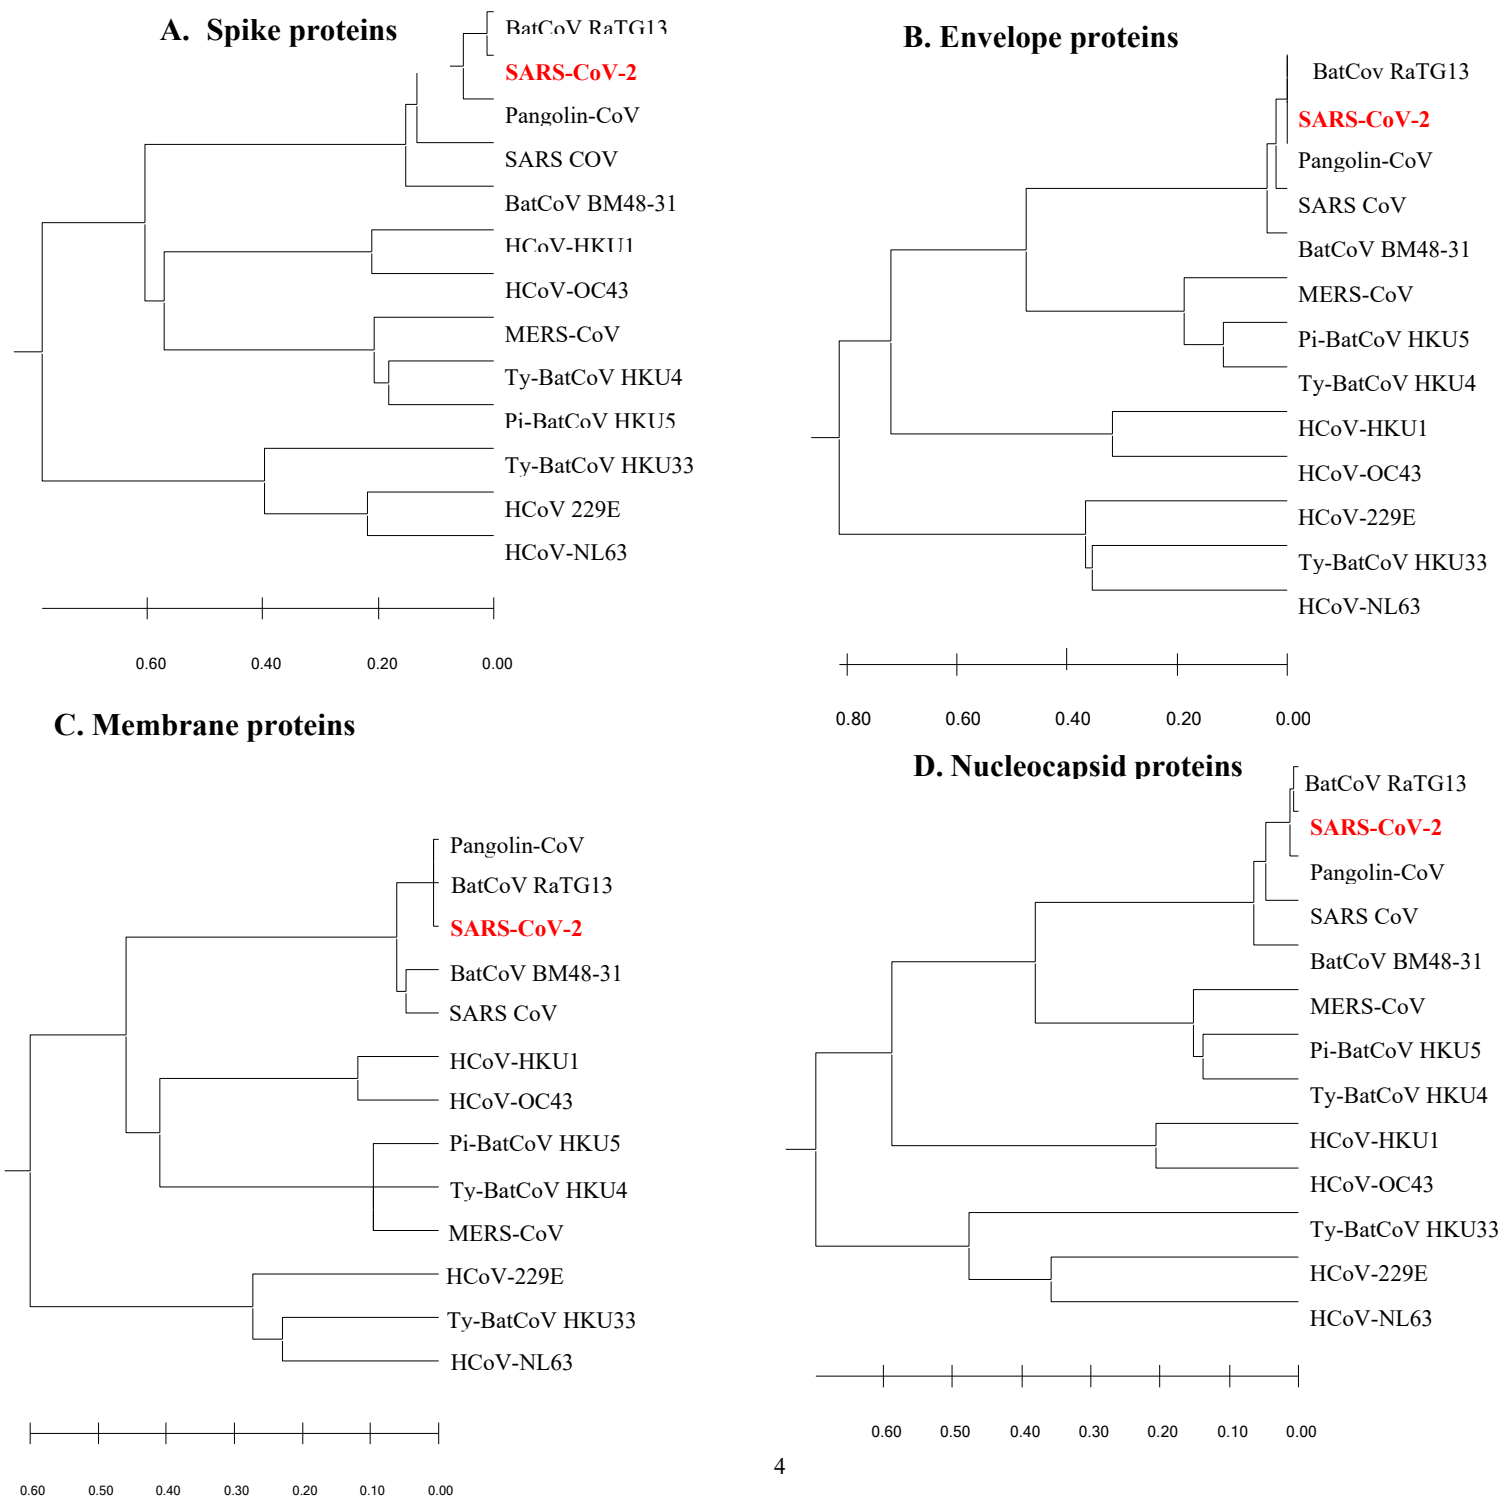 A. Spike proteins
BatCoV RaTG13
SARS-CoV-2
Pangolin-CoV
SARS COV
BatCoV BM48-31
HCoV-HKU1
HCoV-OC43
MERS-CoV
Ty-BatCoV HKU4
Pi-BatCoV HKU5
Ty-BatCoV HKU33
HCoV 229E
HCoV-NL63
0.60 0.40 0.20 0.00
B. Envelope proteins
BatCov RaTG13
SARS-CoV-2
Pangolin-CoV
SARS CoV
BatCoV BM48-31
MERS-CoV
Pi-BatCoV HKU5
Ty-BatCoV HKU4
HCoV-HKU1
HCoV-OC43
HCoV-229E
Ty-BatCoV HKU33
HCoV-NL63
0.80 0.60 0.40 0.20 0.00
C. Membrane proteins
Pangolin-CoV
BatCoV RaTG13
SARS-CoV-2
BatCoV BM48-31
SARS CoV
HCoV-HKU1
HCoV-OC43
Pi-BatCoV HKU5
Ty-BatCoV HKU4
MERS-CoV
HCoV-229E
Ty-BatCoV HKU33
HCoV-NL63
0.60 0.50 0.40 0.30 0.20 0.10 0.00
D. Nucleocapsid proteins
BatCoV RaTG13
SARS-CoV-2
Pangolin-CoV
SARS CoV
BatCoV BM48-31
MERS-CoV
Pi-BatCoV HKU5
Ty-BatCoV HKU4
HCoV-HKU1
HCoV-OC43
Ty-BatCoV HKU33
HCoV-229E
HCoV-NL63
0.60 0.50 0.40 0.30 0.20 0.10 0.00
4